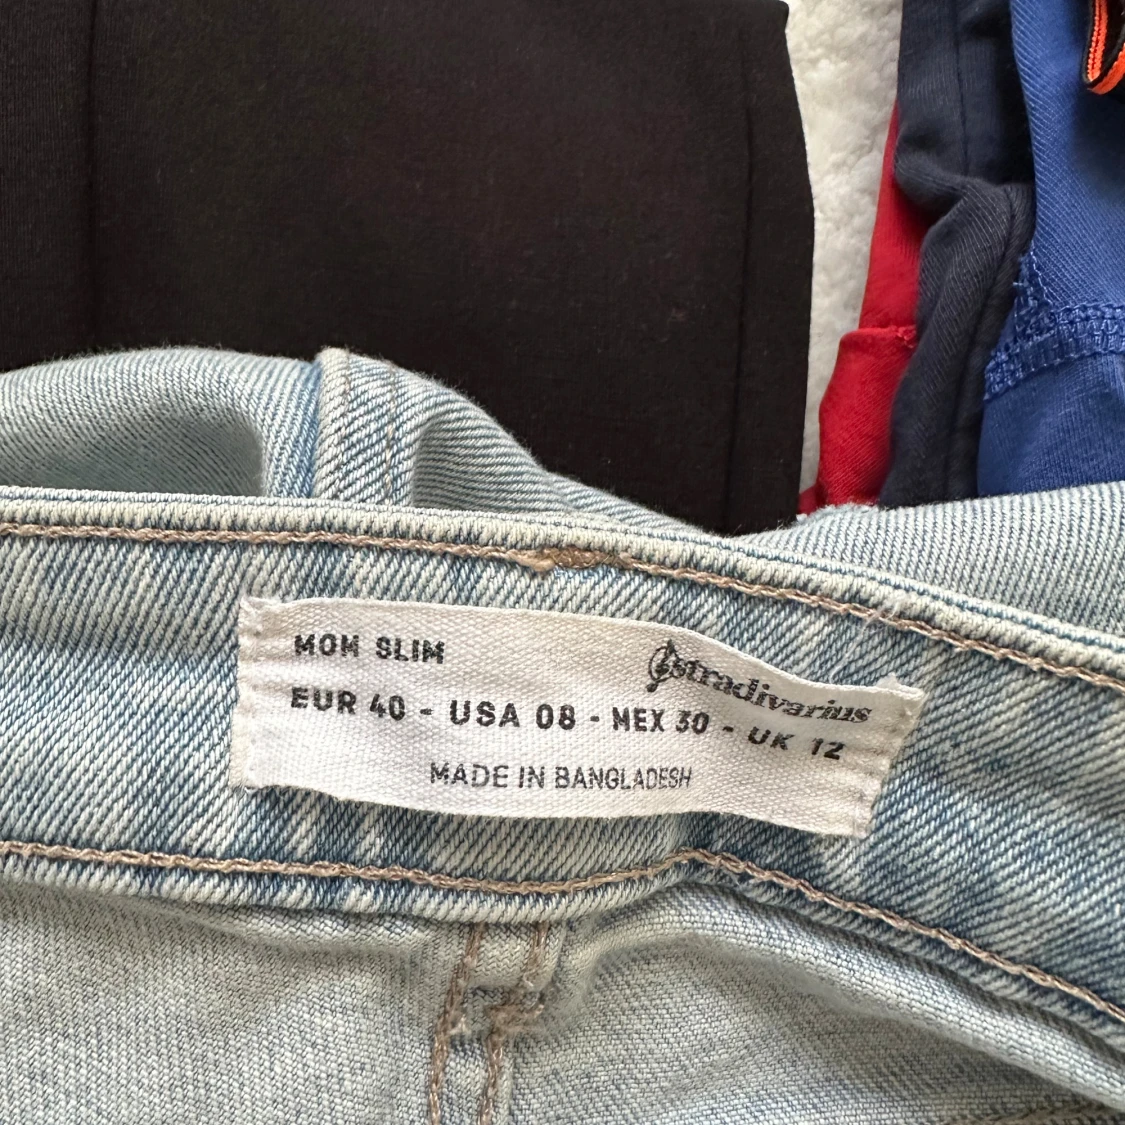 MOM SLIM
stradivarius
EUR 40 - USA 08 - MEX 30 - UK 12
MADE IN BANGLADESH